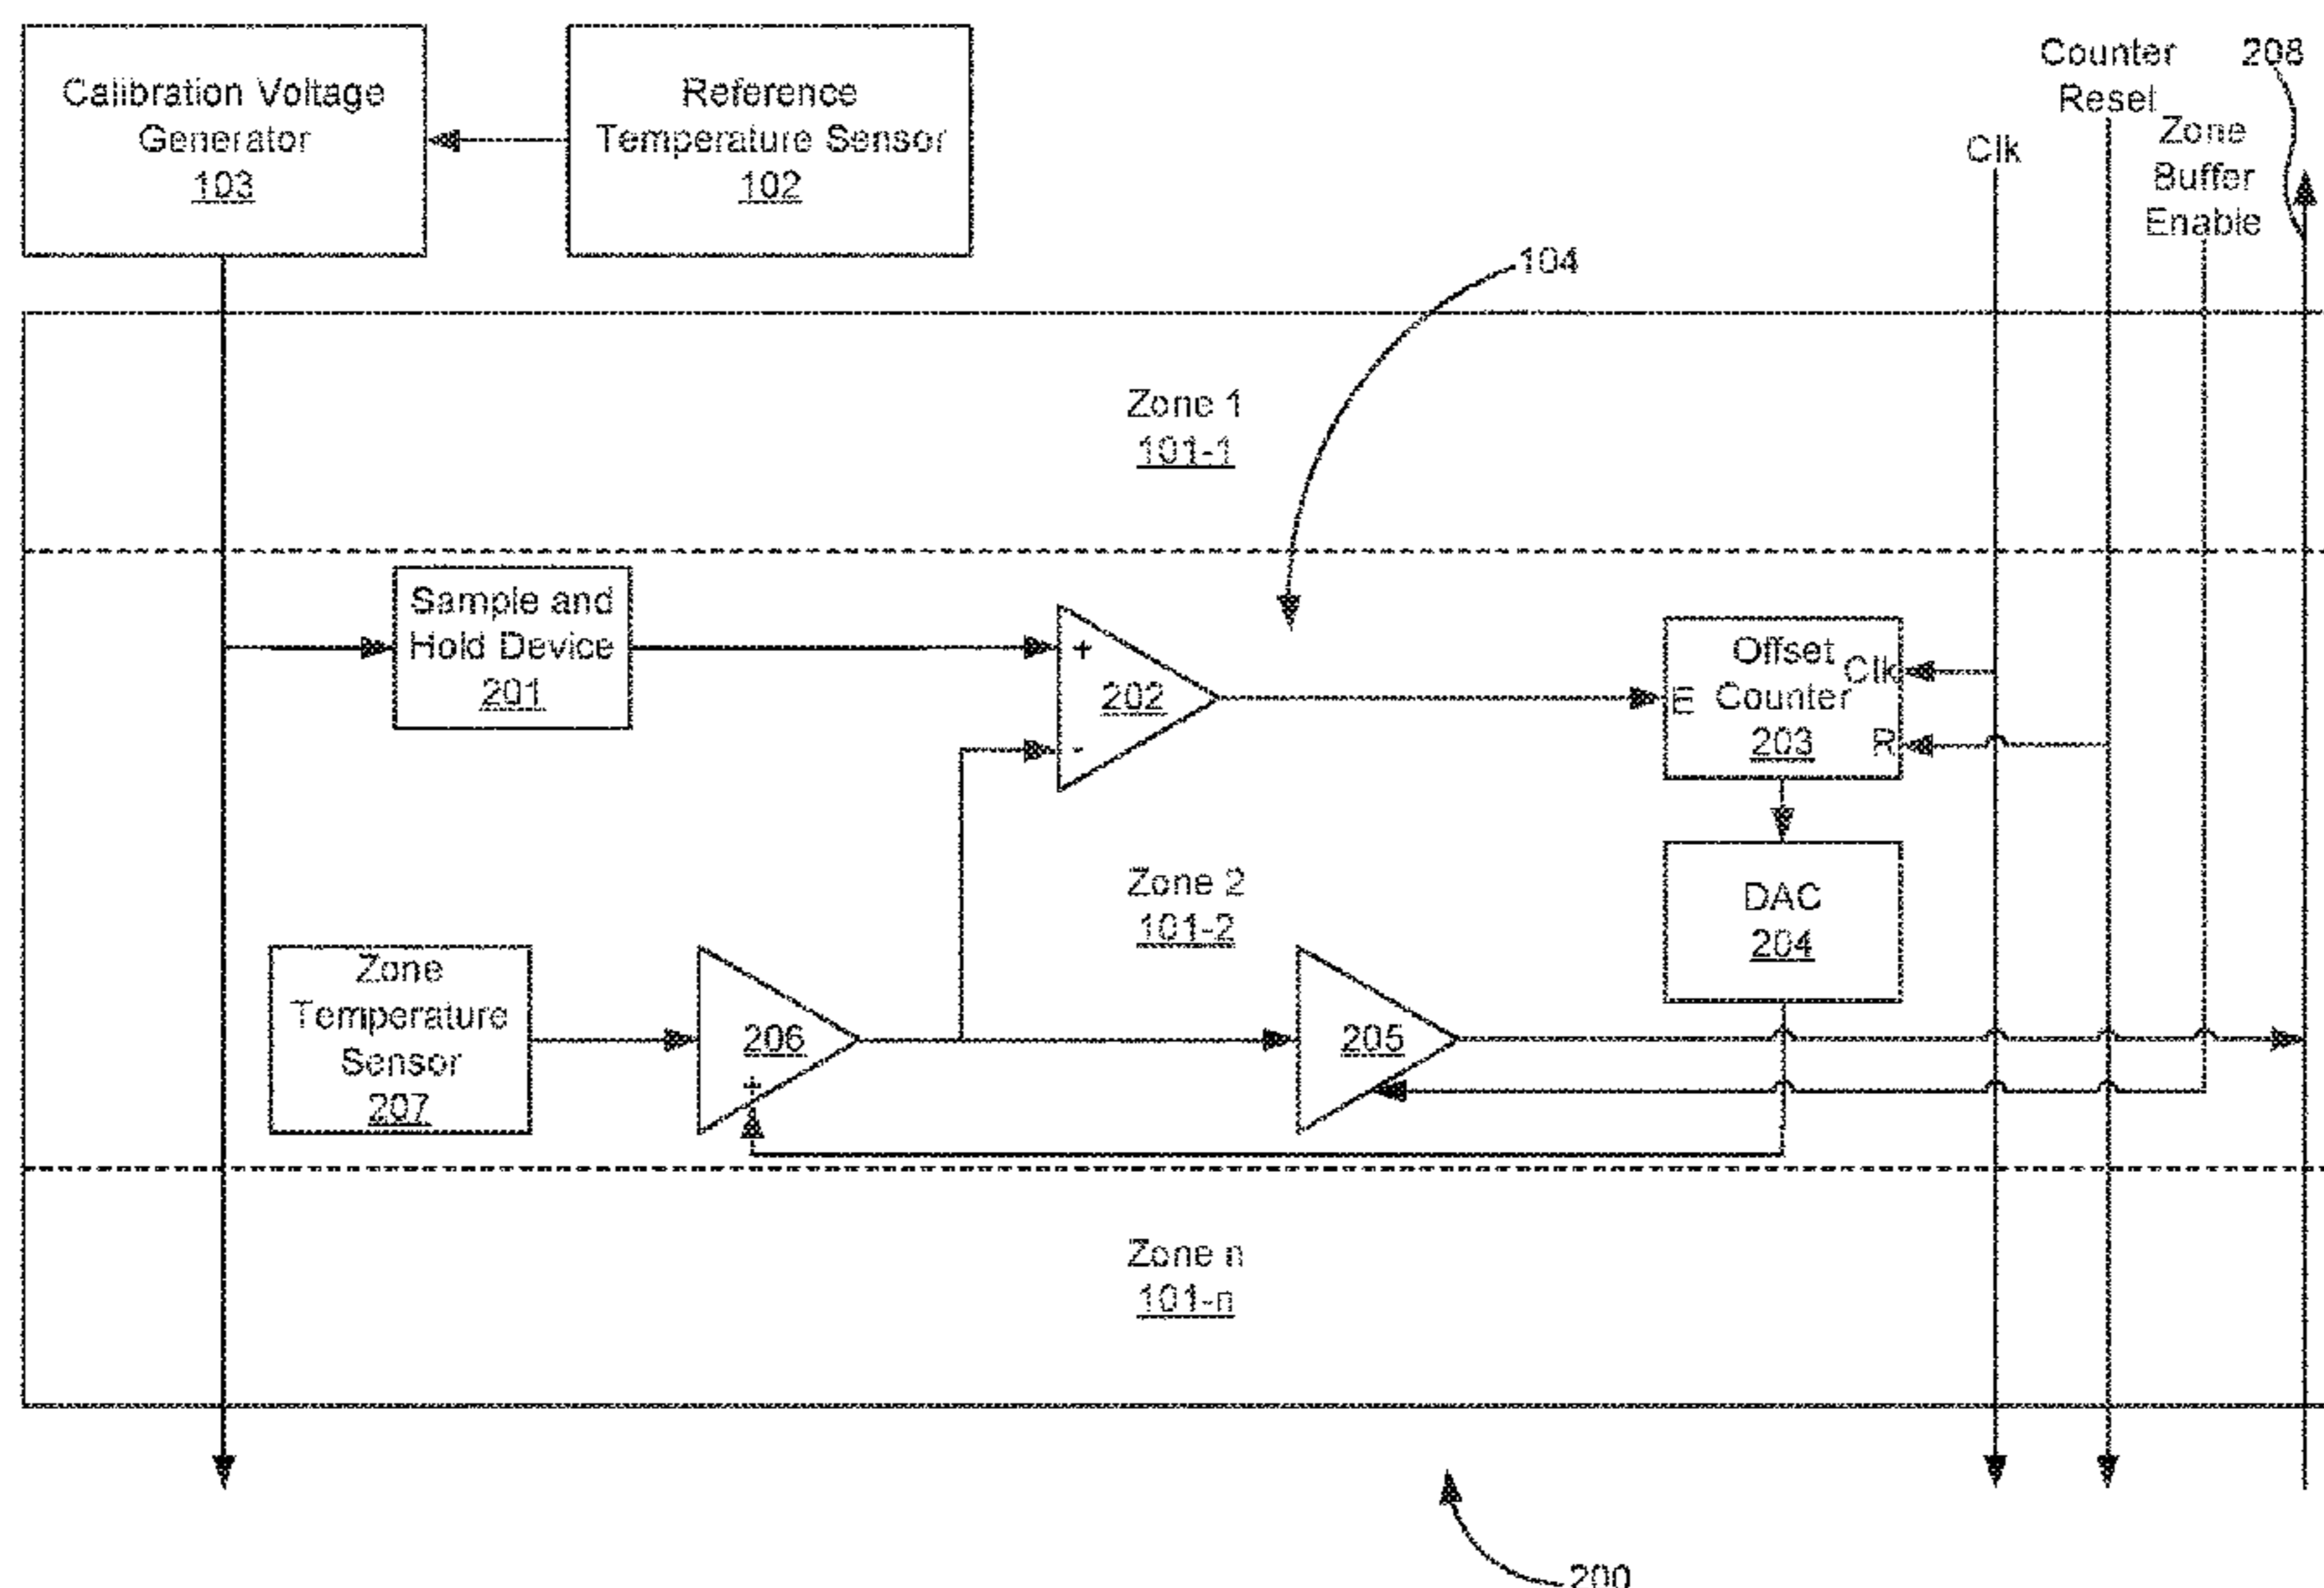 Calibration Voltage
Generator
103
Reference
Temperature Sensor
102
Counter
Reset
208
Clk
Zone
Buffer
Enable
104
Zone 1
101-1
Sample and
Hold Device
201
+
202
-
Offset
Counter
203
E
Clk
R
Zone 2
101-2
DAC
204
Zone
Temperature
Sensor
207
206
+
205
Zone n
101-n
200